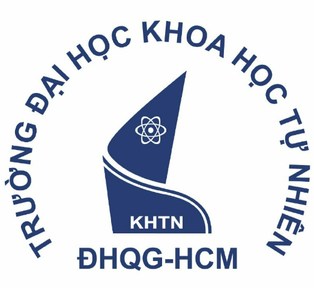 TRƯỜNG ĐẠI HỌC KHOA HỌC TỰ NHIÊN
KHTN
ĐHQG-HCM